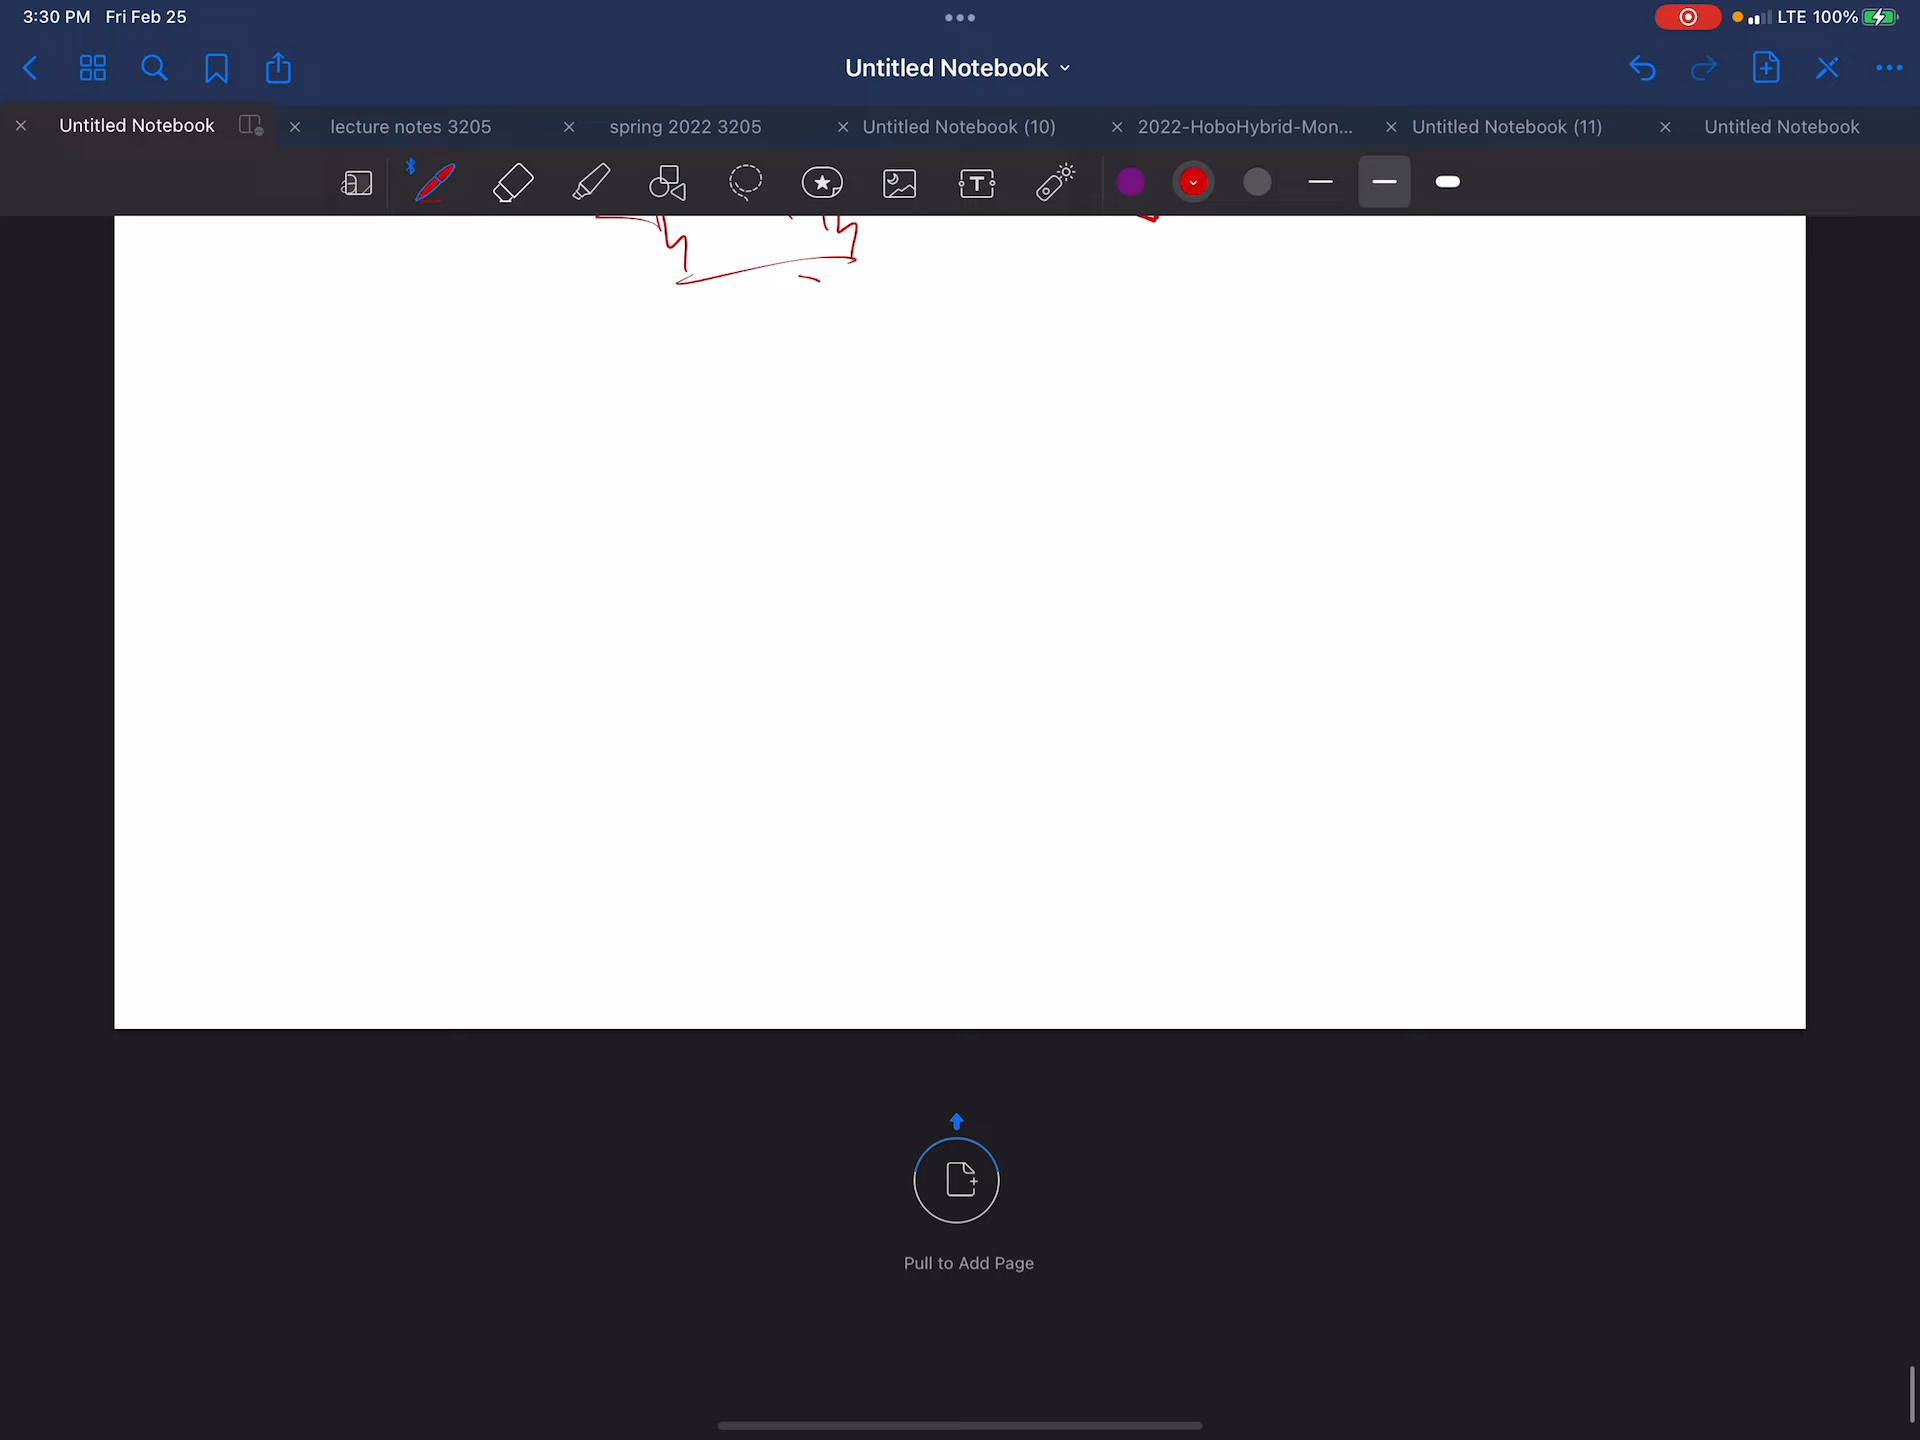 3:30 PM Fri Feb 25 LTE 100%
Untitled Notebook
Untitled Notebook lecture notes 3205 spring 2022 3205 Untitled Notebook (10) 2022-HoboHybrid-Mon... Untitled Notebook (11) Untitled Notebook
T
Pull to Add Page